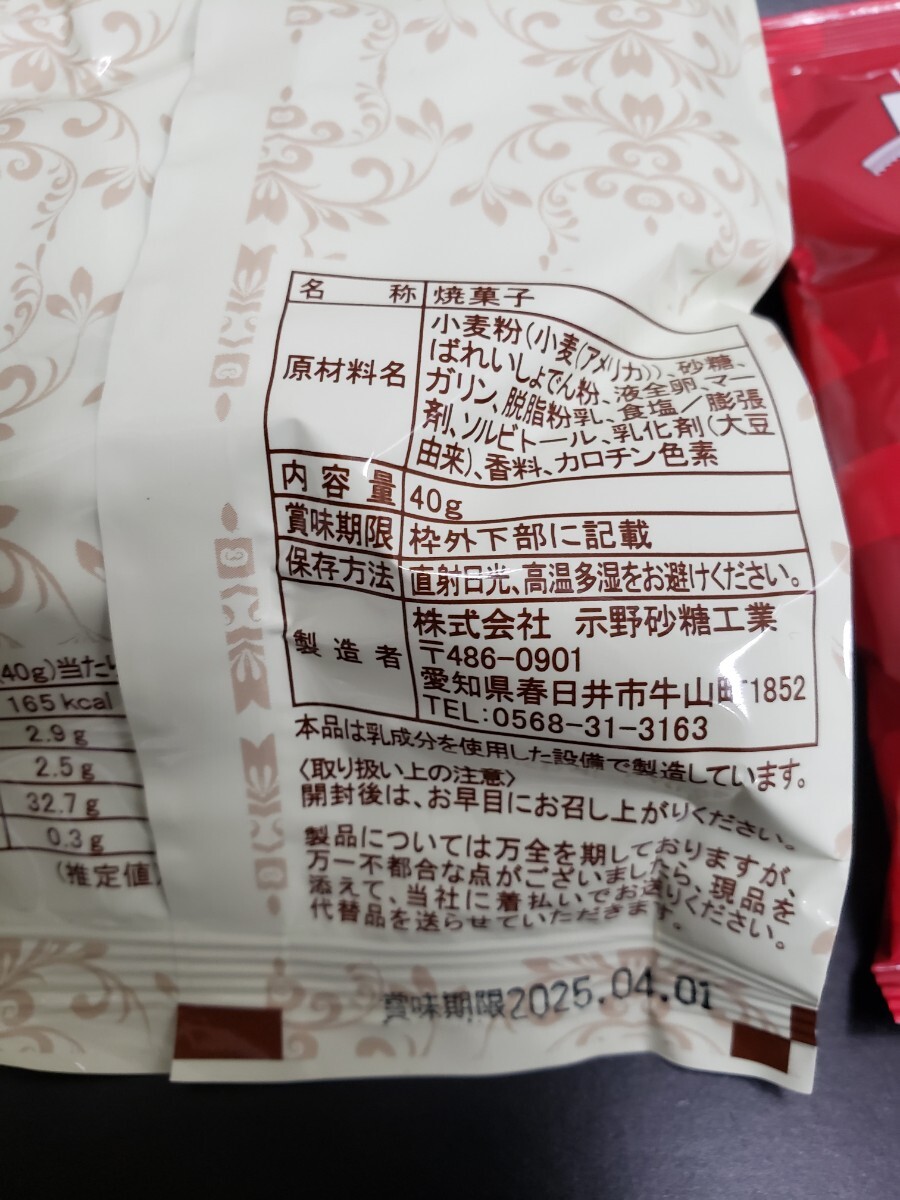 名称 焼菓子
原材料名
小麦粉(小麦(アメリカ))、砂糖、
ばれいしょでん粉、液全卵、マー
ガリン、脱脂粉乳、食塩/膨張
剤、ソルビトール、乳化剤(大豆
由来)、香料、カロチン色素
内容量 40g
賞味期限 枠外下部に記載
保存方法 直射日光、高温多湿をお避けください。
製造者
株式会社 示野砂糖工業
〒486-0901
愛知県春日井市牛山町1852
TEL:0568-31-3163
本品は乳成分を使用した設備で製造しています。
〈取り扱い上の注意〉
開封後は、お早目にお召し上がりください。
製品については万全を期しておりますが、
万一不都合な点がございましたら、現品を
添えて、当社に着払いでお送りください。
代替品を送らせていただきます。
賞味期限2025.04.01
40g)当たり
165 kcal
2.9g
2.5g
32.7g
0.3g
(推定値)